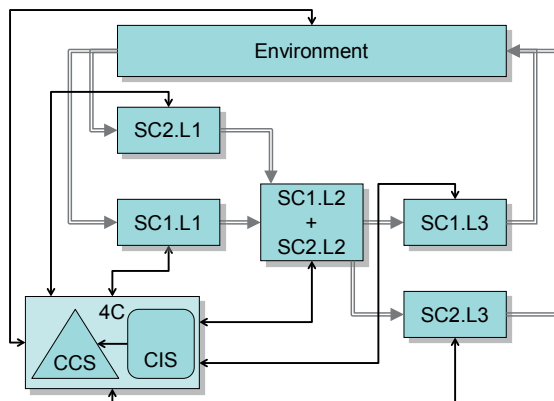 Environment
SC2.L1
SC1.L1
SC1.L2
+
SC2.L2
SC1.L3
SC2.L3
4C
CCS
CIS